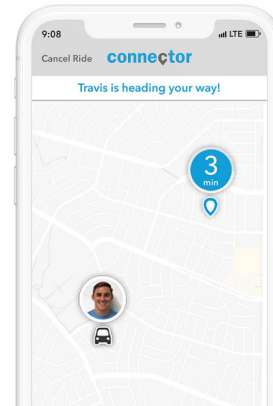 9:08
LTE
Cancel Ride
connector
Travis is heading your way!
3
min